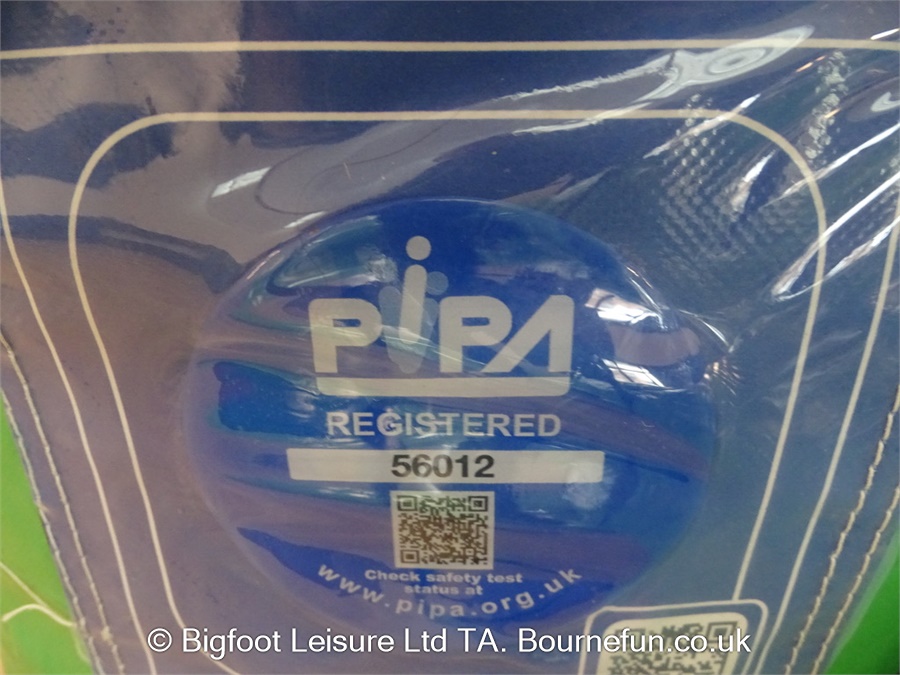 PiPA
REGISTERED
56012
Check safety test
status at
www.pipa.org.uk
© Bigfoot Leisure Ltd TA. Bournefun.co.uk